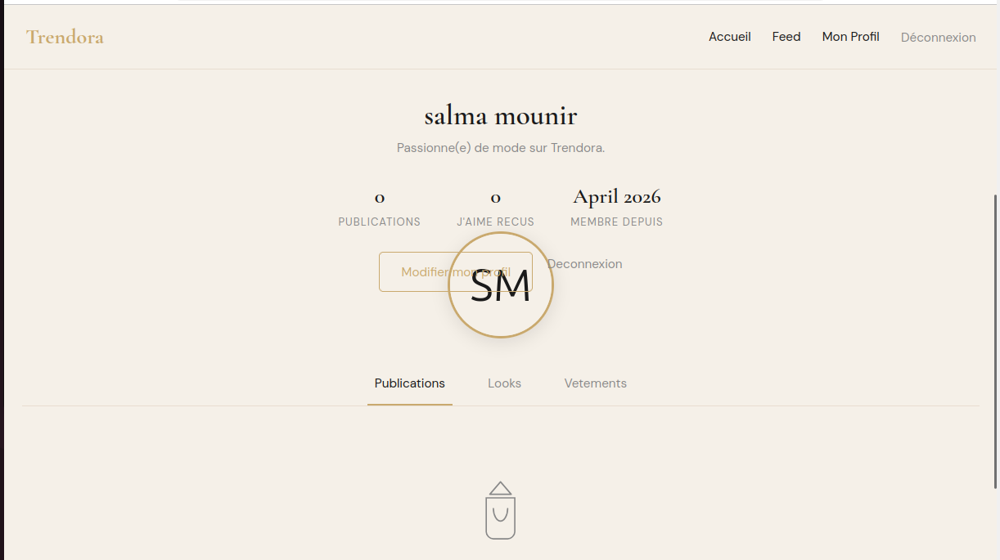 Trendora
Accueil Feed Mon Profil Déconnexion
salma mounir
Passionne(e) de mode sur Trendora.
0 0 April 2026
PUBLICATIONS J'AIME RECUS MEMBRE DEPUIS
Modifier mon profil Deconnexion
SM
Publications Looks Vetements